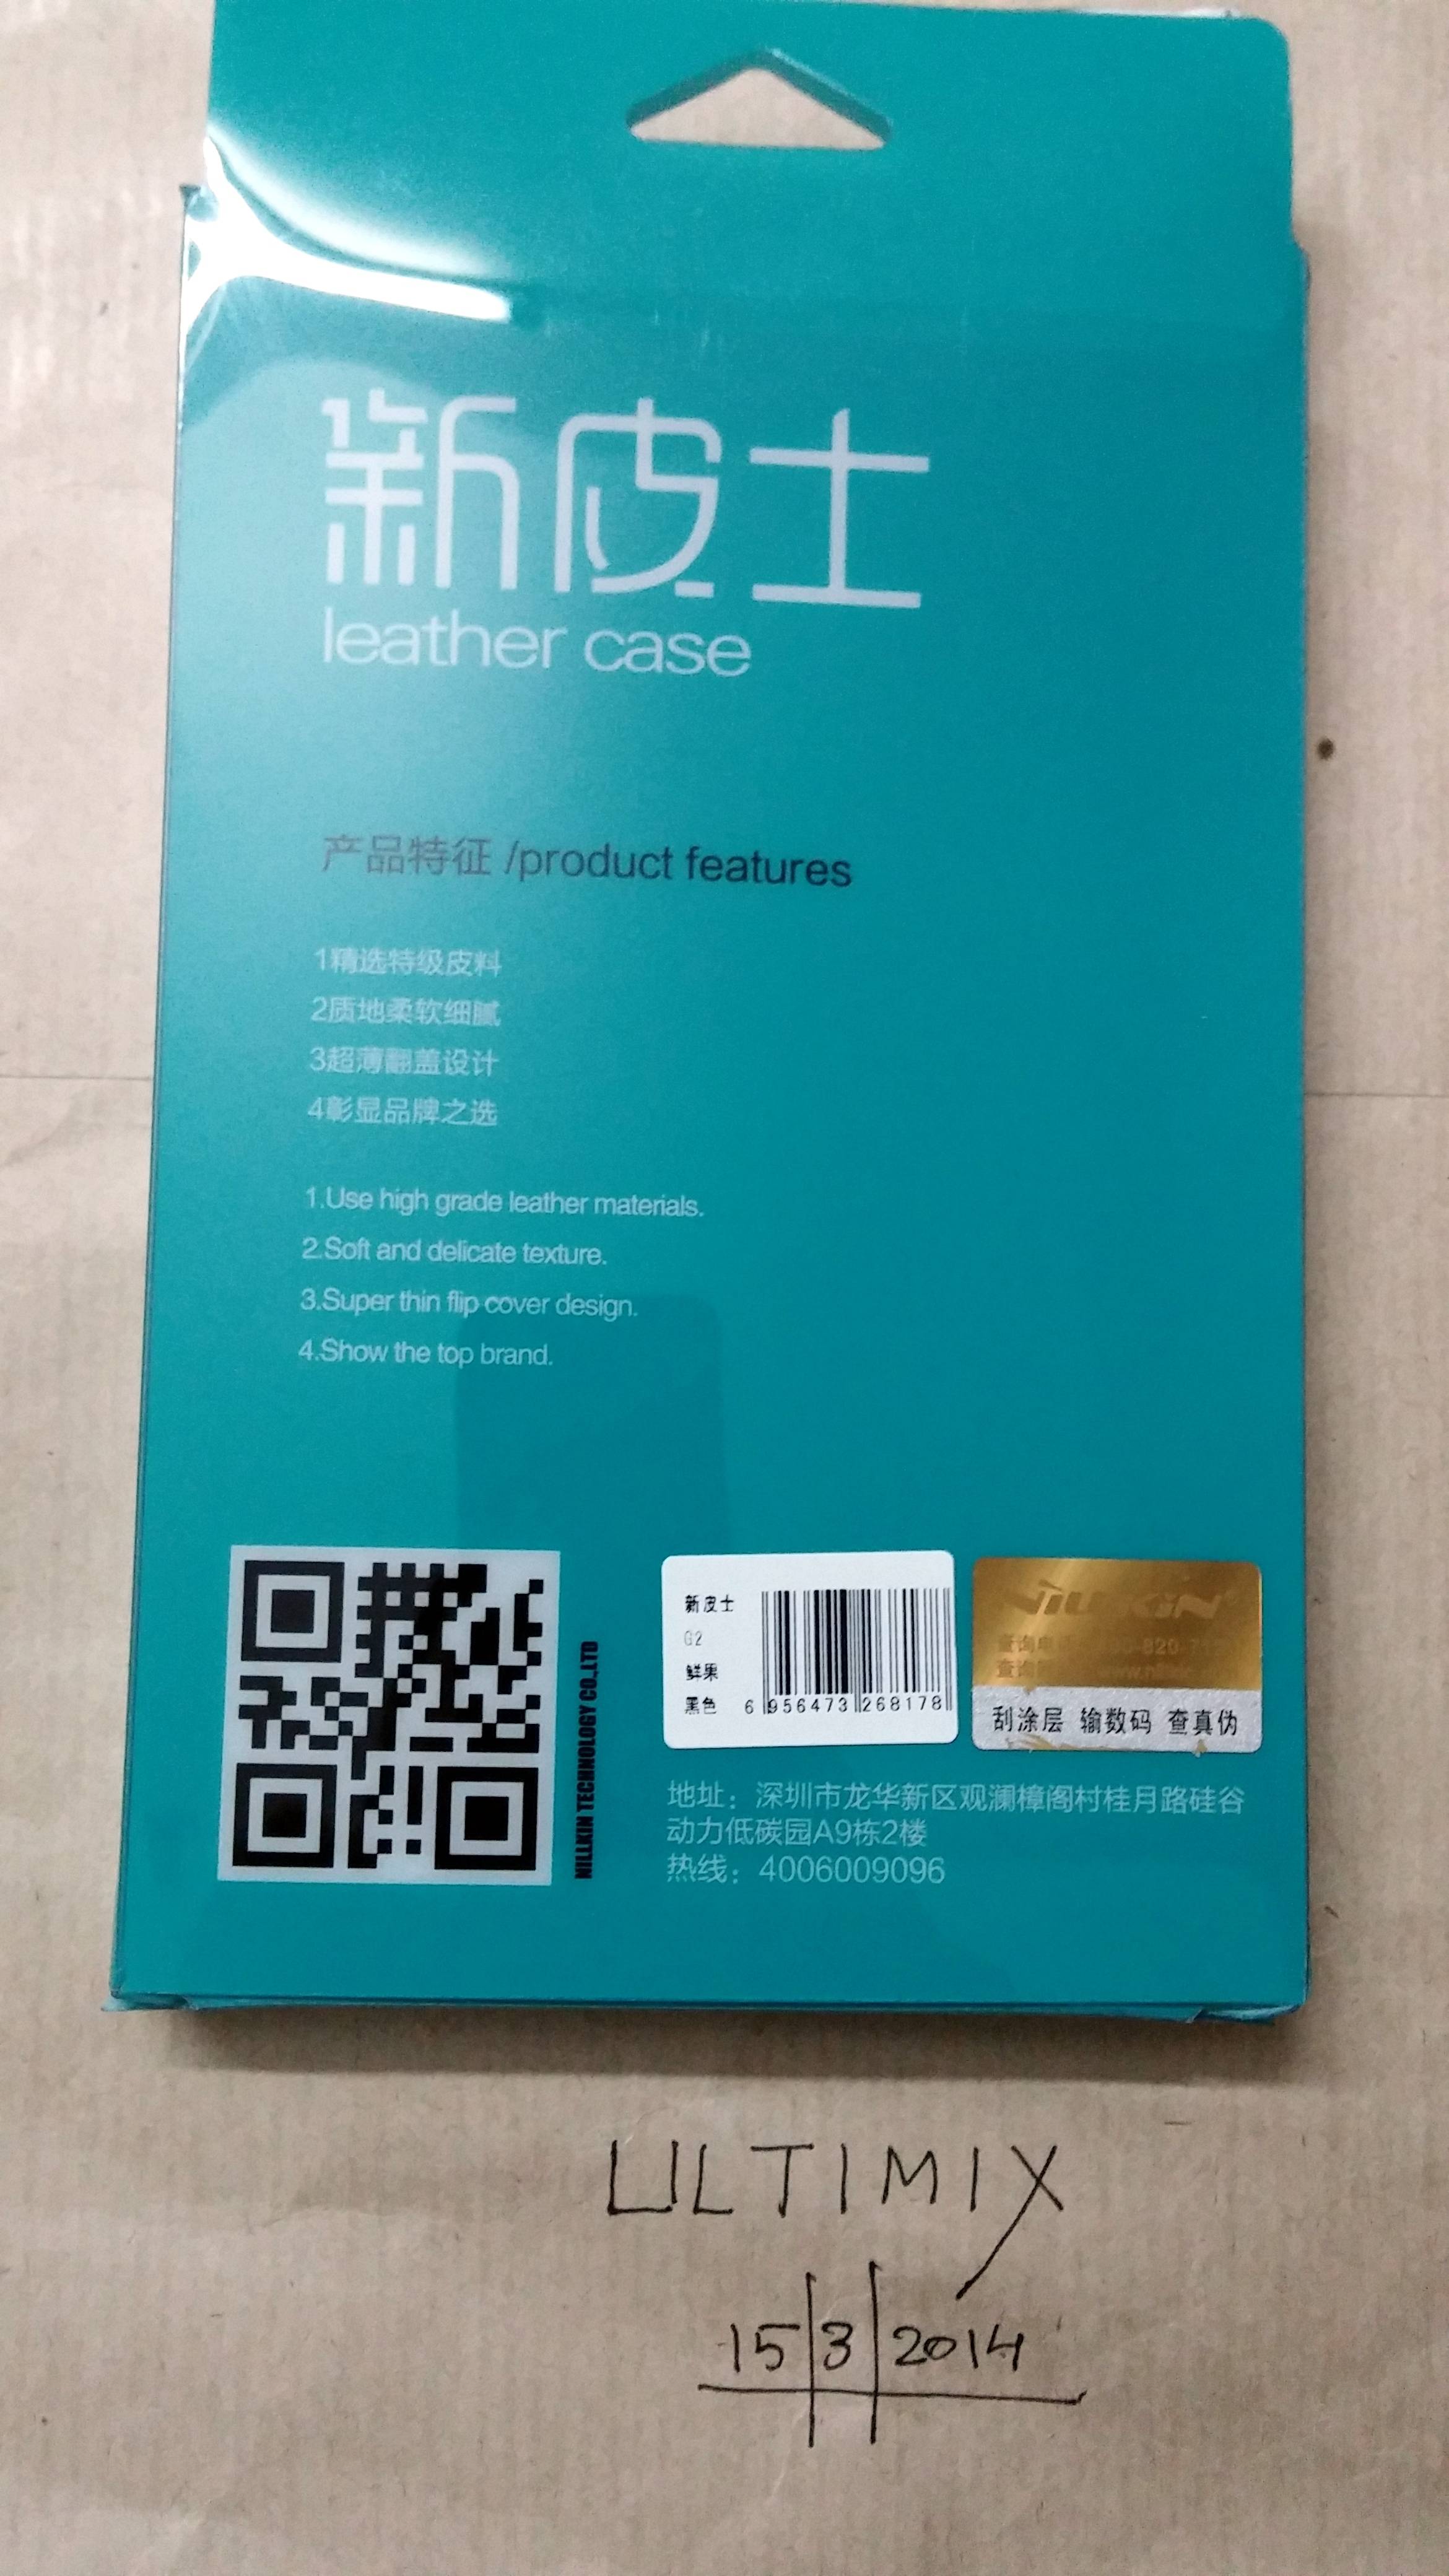 新皮士
leather case
产品特征 /product features
1精选特级皮料
2质地柔软细腻
3超薄翻盖设计
4彰显品牌之选
1.Use high grade leather materials.
2.Soft and delicate texture.
3.Super thin flip cover design.
4.Show the top brand.
NILLKIN TECHNOLOGY CO.,LTD
新皮士
G2
鲜果
黑色
6 956473 268178
NILLKIN
刮涂层 输数码 查真伪
地址：深圳市龙华新区观澜樟阁村桂月路硅谷
动力低碳园A9栋2楼
热线：4006009096
ULTIMIX
15|3|2014